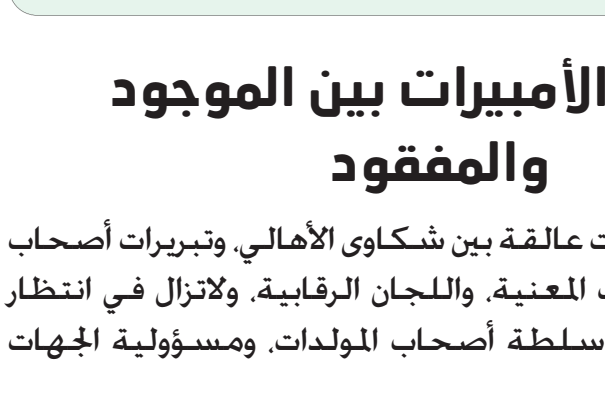 الأمبيرات بين الموجود
والمفقود
عالقة بين شكاوى الأهالي، وتبريرات أصحاب
المعنية، واللجان الرقابية، ولاتزال في انتظار
سلطة أصحاب المولدات، ومسؤولية الجهات